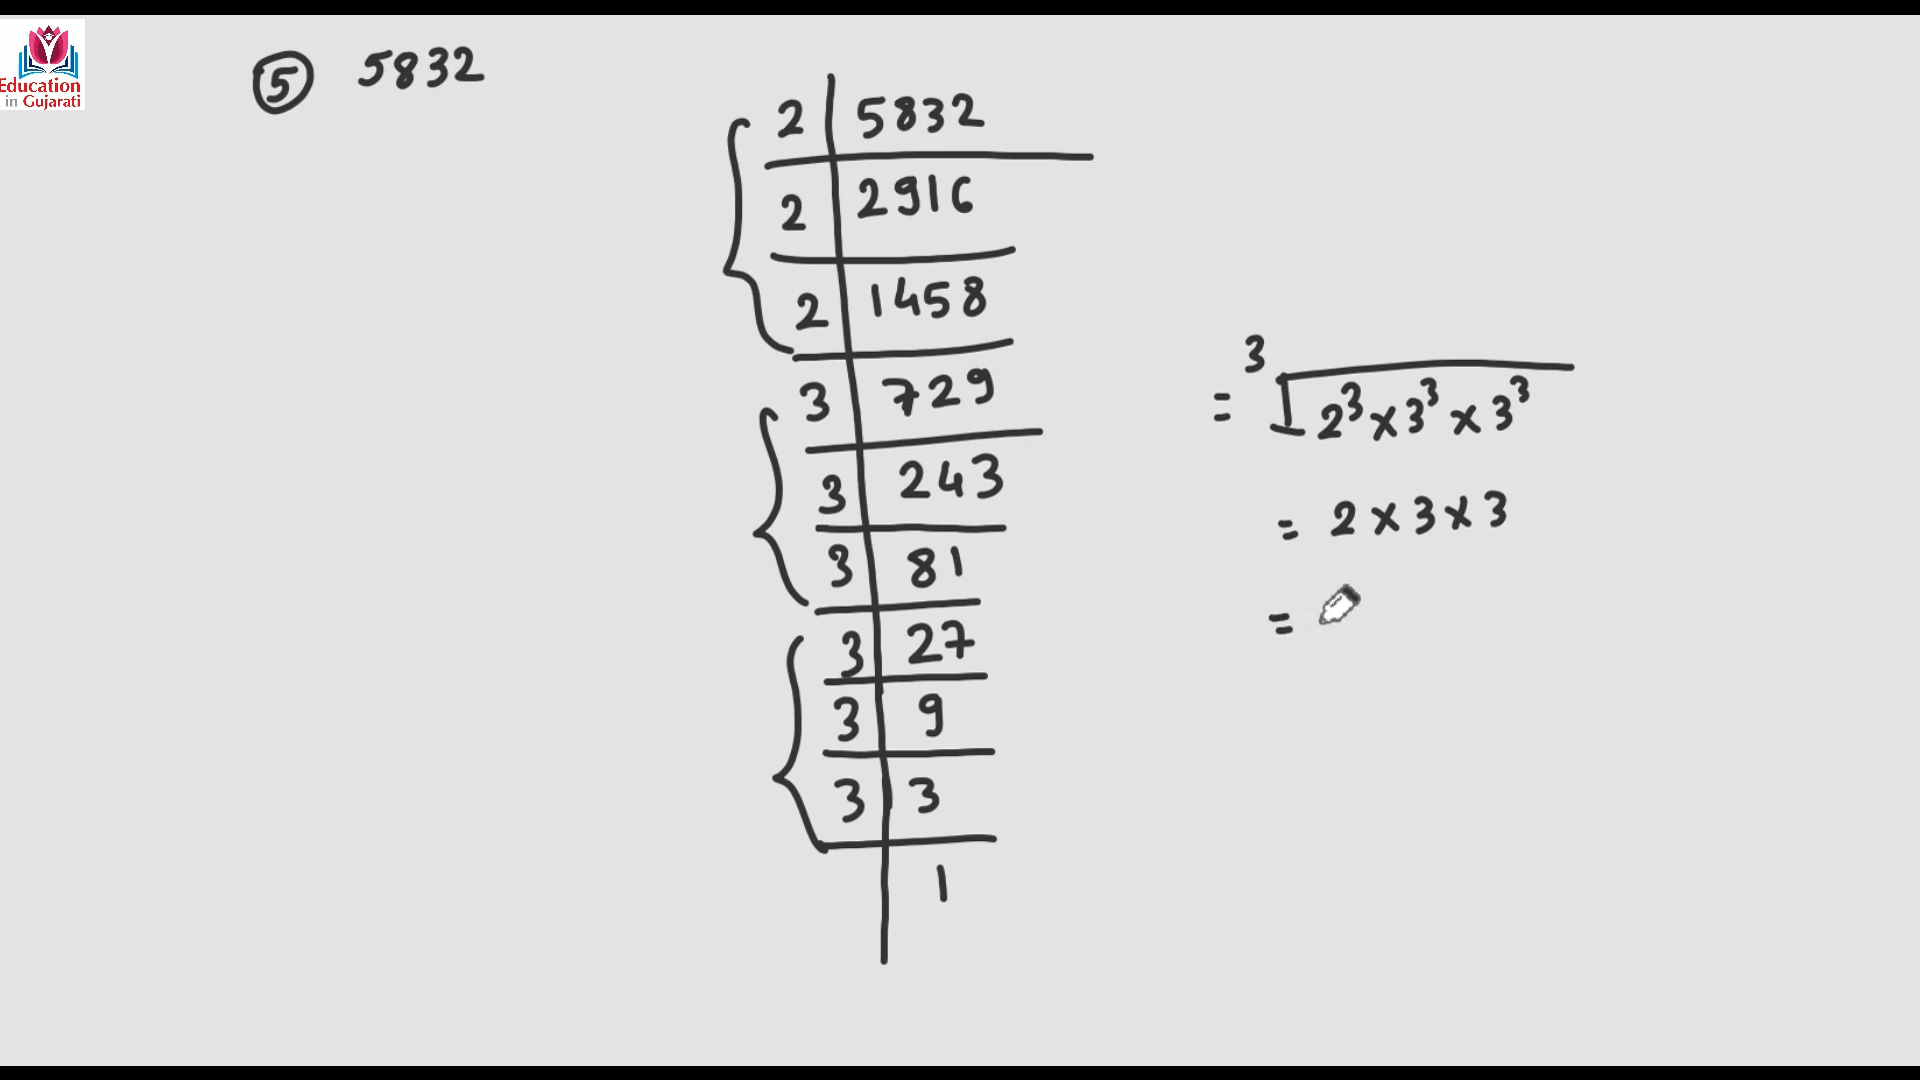 Education
in Gujarati
⑤ 5832
2 | 5832
2 | 2916
2 | 1458
3 | 729
3 | 243
3 | 81
3 | 27
3 | 9
3 | 3
1
= ∛(2³ × 3³ × 3³)
= 2 × 3 × 3
=